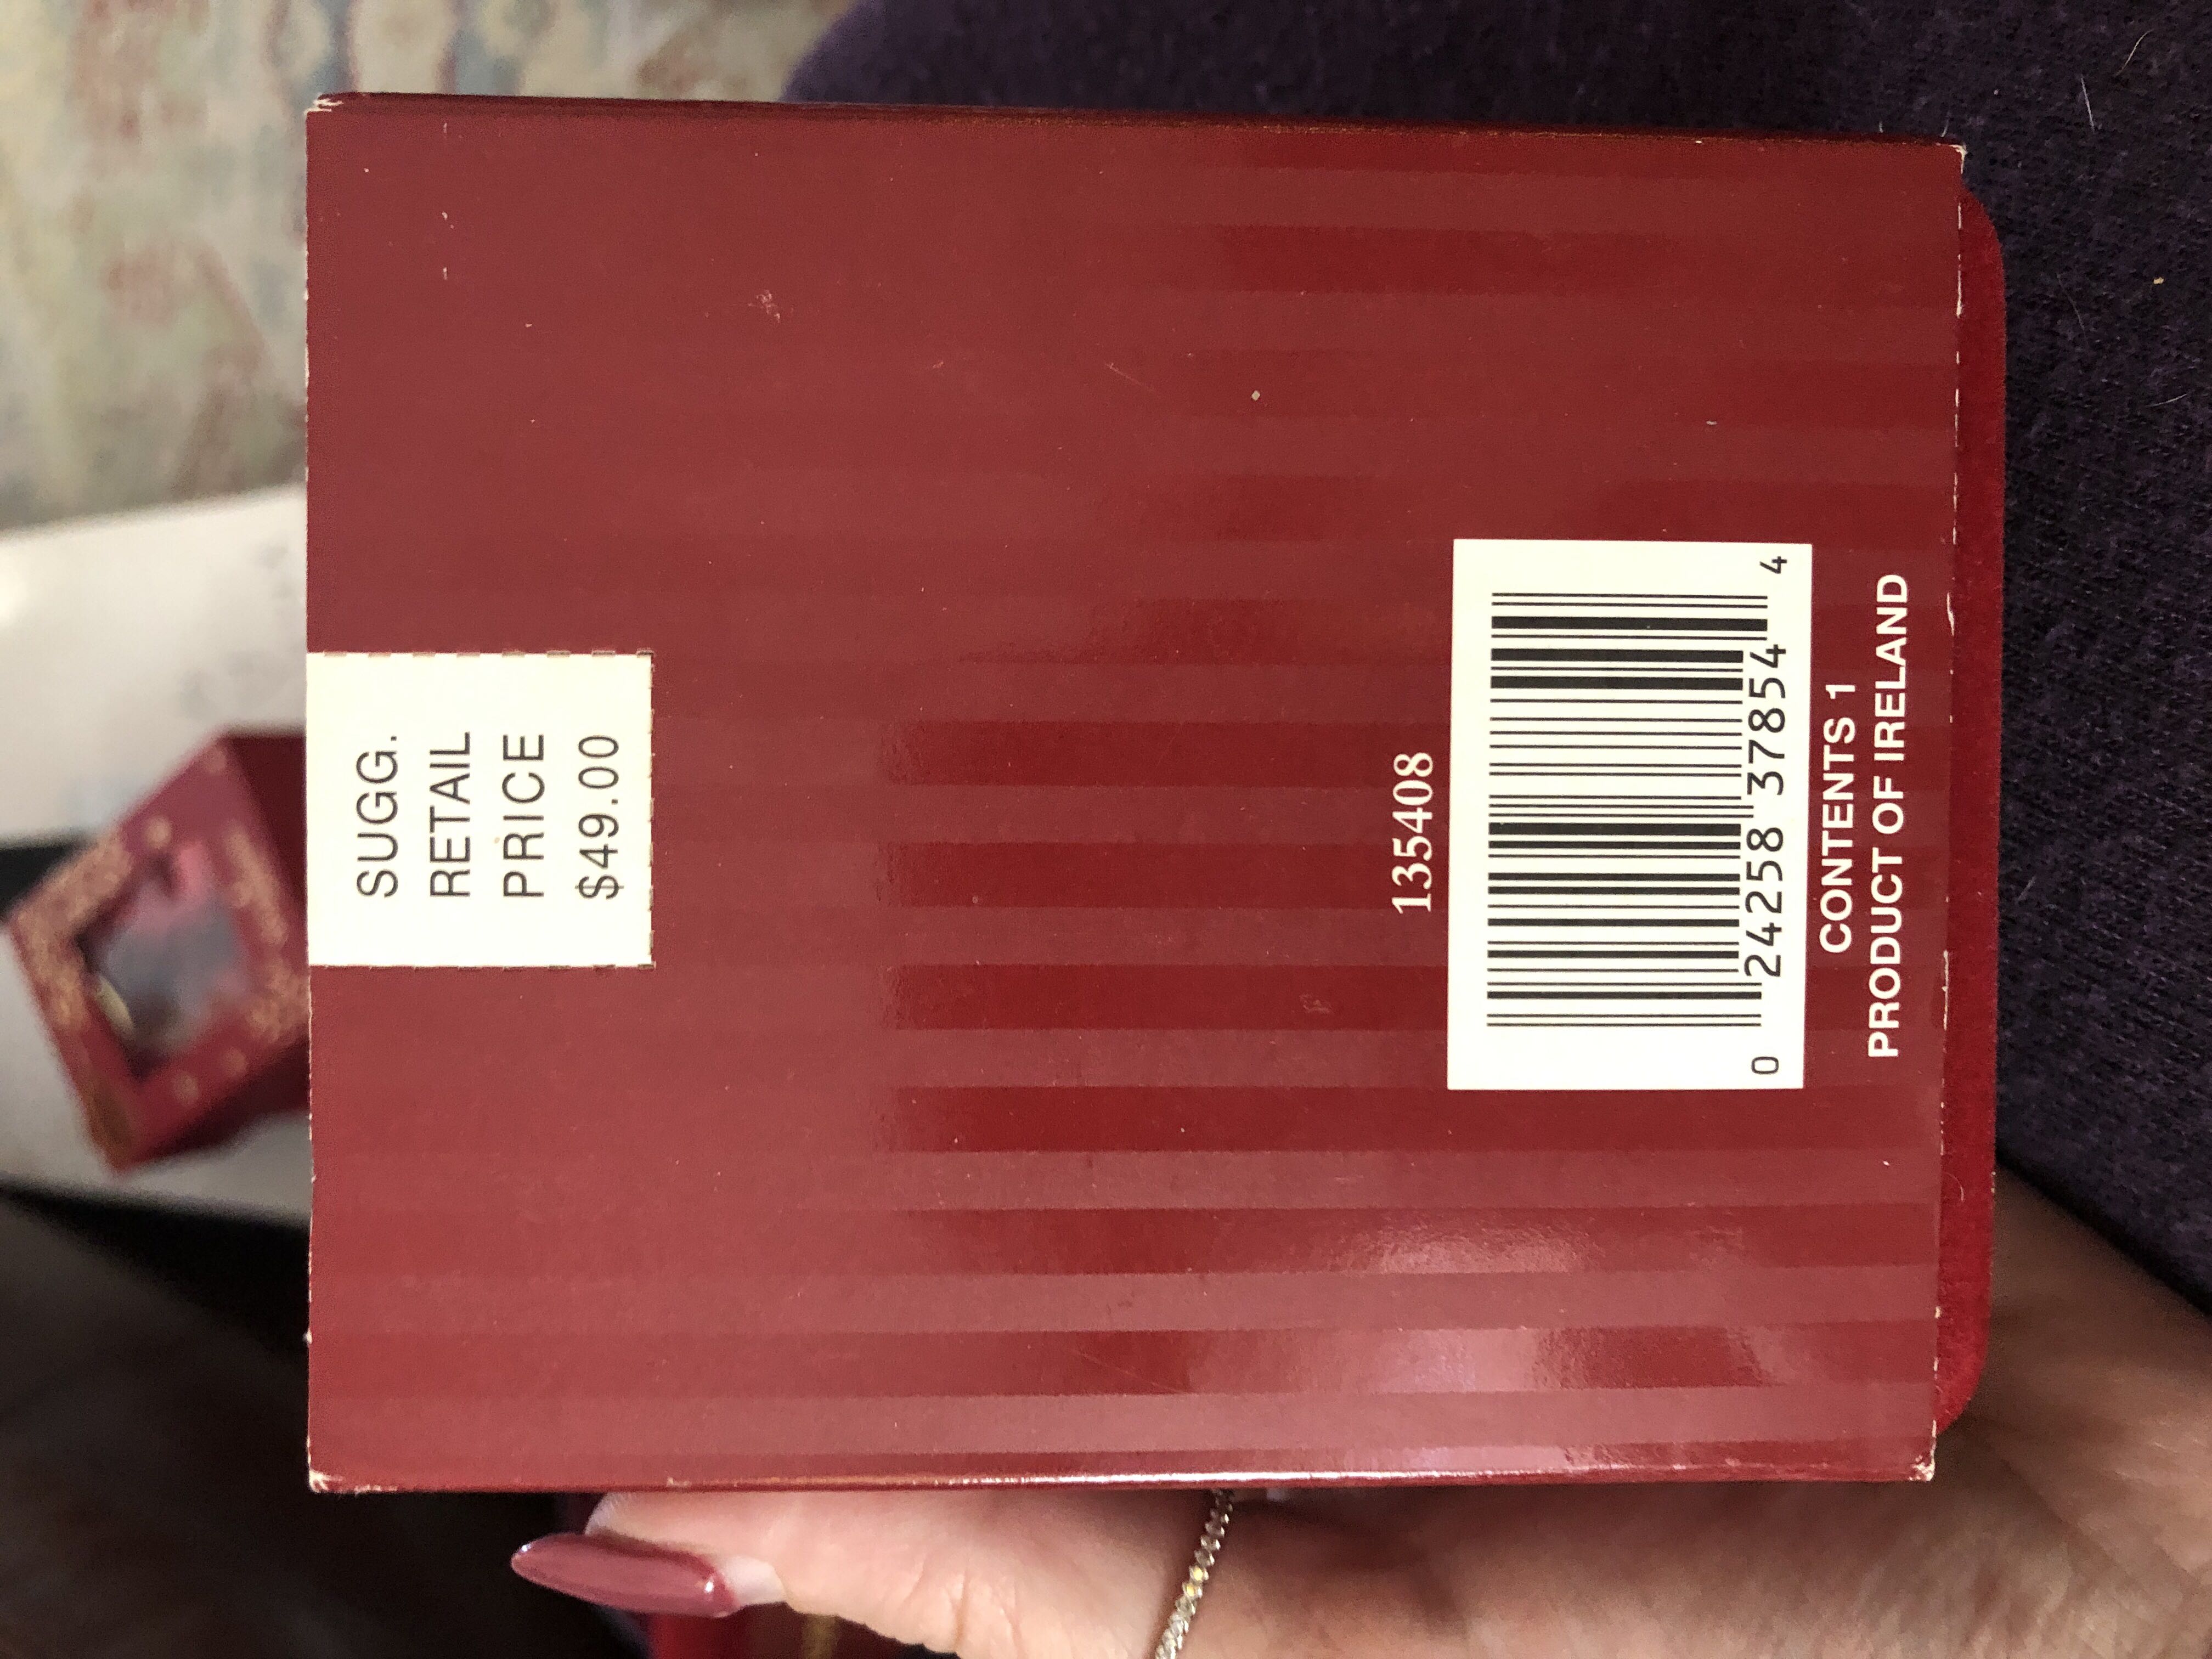 SUGG.
RETAIL
PRICE
$49.00
135408
0 24258 37854 4
CONTENTS 1
PRODUCT OF IRELAND